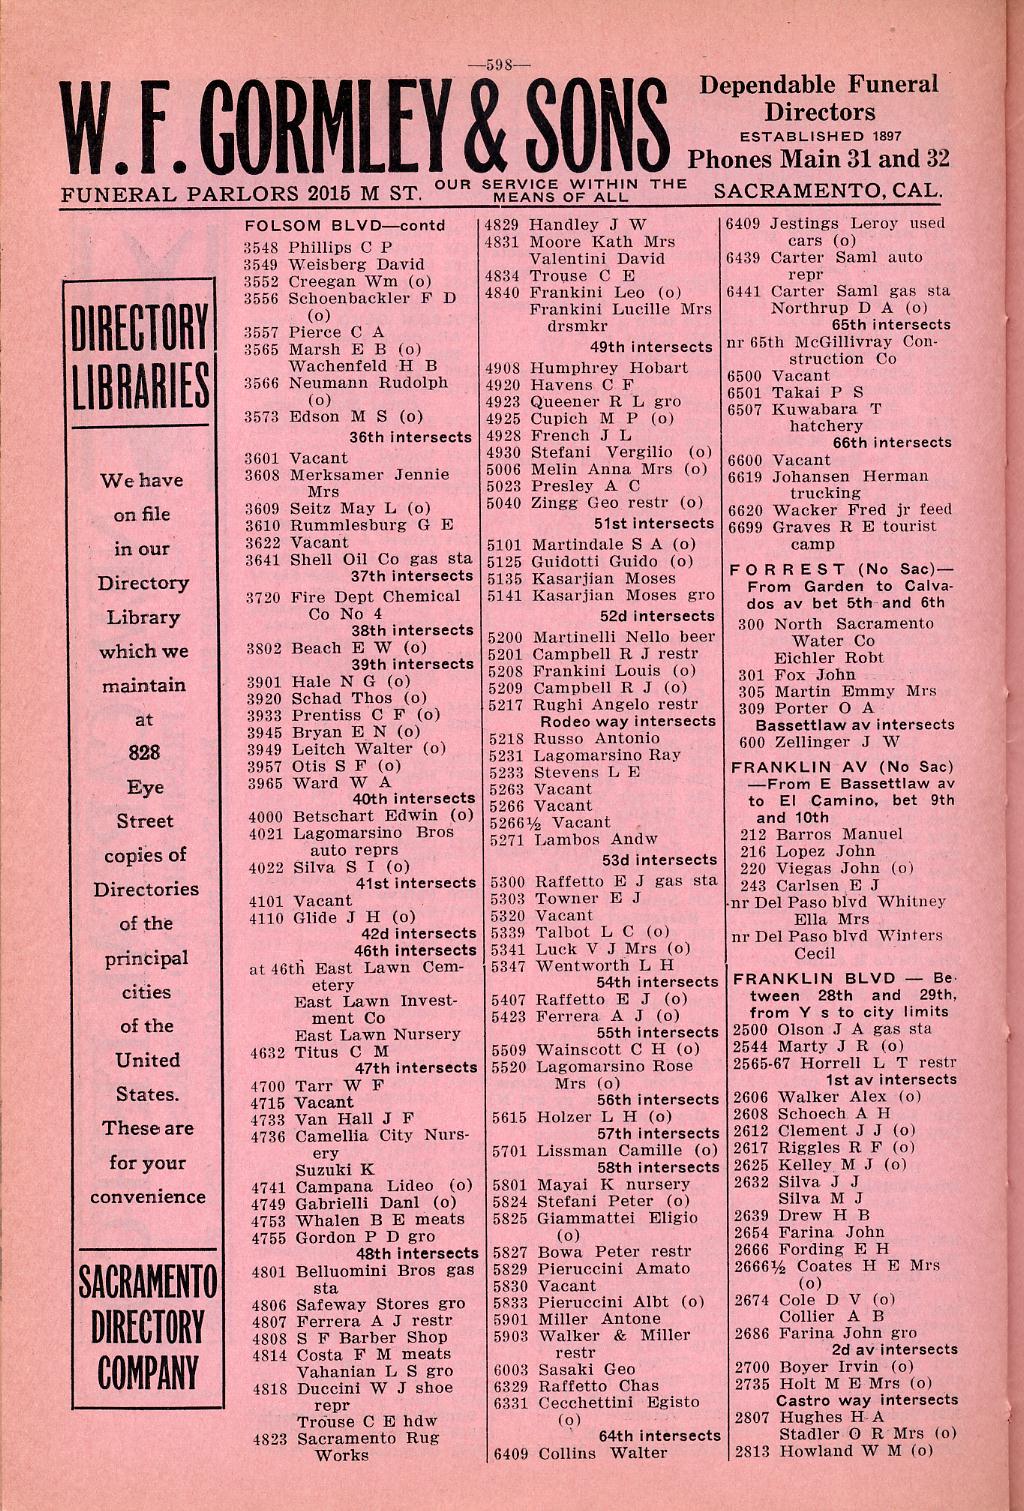 —598—
W. F. GORMLEY & SONS
Dependable Funeral
Directors
ESTABLISHED 1897
Phones Main 31 and 32
FUNERAL PARLORS 2015 M ST.
OUR SERVICE WITHIN THE
MEANS OF ALL
SACRAMENTO, CAL.
DIRECTORY
LIBRARIES
We have
on file
in our
Directory
Library
which we
maintain
at
828
Eye
Street
copies of
Directories
of the
principal
cities
of the
United
States.
These are
for your
convenience
SACRAMENTO
DIRECTORY
COMPANY
FOLSOM BLVD—contd
3548 Phillips C P
3549 Weisberg David
3552 Creegan Wm (o)
3556 Schoenbackler F D
(o)
3557 Pierce C A
3565 Marsh E B (o)
Wachenfeld H B
3566 Neumann Rudolph
(o)
3573 Edson M S (o)
36th intersects
3601 Vacant
3608 Merksamer Jennie
Mrs
3609 Seitz May L (o)
3610 Rummlesburg G E
3622 Vacant
3641 Shell Oil Co gas sta
37th intersects
3720 Fire Dept Chemical
Co No 4
38th intersects
3802 Beach E W (o)
39th intersects
3901 Hale N G (o)
3920 Schad Thos (o)
3933 Prentiss C F (o)
3945 Bryan E N (o)
3949 Leitch Walter (o)
3957 Otis S F (o)
3965 Ward W A
40th intersects
4000 Betschart Edwin (o)
4021 Lagomarsino Bros
auto reprs
4022 Silva S I (o)
41st intersects
4101 Vacant
4110 Glide J H (o)
42d intersects
46th intersects
at 46th East Lawn Cem-
etery
East Lawn Invest-
ment Co
East Lawn Nursery
4632 Titus C M
47th intersects
4700 Tarr W F
4715 Vacant
4733 Van Hall J F
4736 Camellia City Nurs-
ery
Suzuki K
4741 Campana Lideo (o)
4749 Gabrielli Danl (o)
4753 Whalen B E meats
4755 Gordon P D gro
48th intersects
4801 Belluomini Bros gas
sta
4806 Safeway Stores gro
4807 Ferrera A J restr
4808 S F Barber Shop
4814 Costa F M meats
Vahanian L S gro
4818 Duccini W J shoe
repr
Trouse C E hdw
4823 Sacramento Rug
Works
4829 Handley J W
4831 Moore Kath Mrs
Valentini David
4834 Trouse C E
4840 Frankini Leo (o)
Frankini Lucille Mrs
drsmkr
49th intersects
4908 Humphrey Hobart
4920 Havens C F
4923 Queener R L gro
4925 Cupich M P (o)
4928 French J L
4930 Stefani Vergilio (o)
5006 Melin Anna Mrs (o)
5023 Presley A C
5040 Zingg Geo restr (o)
51st intersects
5101 Martindale S A (o)
5125 Guidotti Guido (o)
5135 Kasarjian Moses
5141 Kasarjian Moses gro
52d intersects
5200 Martinelli Nello beer
5201 Campbell R J restr
5208 Frankini Louis (o)
5209 Campbell R J (o)
5217 Rughi Angelo restr
Rodeo way intersects
5218 Russo Antonio
5231 Lagomarsino Ray
5233 Stevens L E
5263 Vacant
5266 Vacant
5266½ Vacant
5271 Lambos Andw
53d intersects
5300 Raffetto E J gas sta
5303 Towner E J
5320 Vacant
5339 Talbot L C (o)
5341 Luck V J Mrs (o)
5347 Wentworth L H
54th intersects
5407 Raffetto E J (o)
5423 Ferrera A J (o)
55th intersects
5509 Wainscott C H (o)
5520 Lagomarsino Rose
Mrs (o)
56th intersects
5615 Holzer L H (o)
57th intersects
5701 Lissman Camille (o)
58th intersects
5801 Mayai K nursery
5824 Stefani Peter (o)
5825 Giammattei Eligio
(o)
5827 Bowa Peter restr
5829 Pieruccini Amato
5830 Vacant
5833 Pieruccini Albt (o)
5901 Miller Antone
5903 Walker & Miller
restr
6003 Sasaki Geo
6329 Raffetto Chas
6331 Cecchettini Egisto
(o)
64th intersects
6409 Collins Walter
6409 Jestings Leroy used
cars (o)
6439 Carter Saml auto
repr
6441 Carter Saml gas sta
Northrup D A (o)
65th intersects
nr 65th McGillivray Con-
struction Co
6500 Vacant
6501 Takai P S
6507 Kuwabara T
hatchery
66th intersects
6600 Vacant
6619 Johansen Herman
trucking
6620 Wacker Fred jr feed
6699 Graves R E tourist
camp
FORREST (No Sac)—
From Garden to Calva-
dos av bet 5th and 6th
300 North Sacramento
Water Co
Eichler Robt
301 Fox John
305 Martin Emmy Mrs
309 Porter O A
Bassettlaw av intersects
600 Zellinger J W
FRANKLIN AV (No Sac)
—From E Bassettlaw av
to El Camino, bet 9th
and 10th
212 Barros Manuel
216 Lopez John
220 Viegas John (o)
243 Carlsen E J
nr Del Paso blvd Whitney
Ella Mrs
nr Del Paso blvd Winters
Cecil
FRANKLIN BLVD — Be-
tween 28th and 29th,
from Y s to city limits
2500 Olson J A gas sta
2544 Marty J R (o)
2565-67 Horrell L T restr
1st av intersects
2606 Walker Alex (o)
2608 Schoech A H
2612 Clement J J (o)
2617 Riggles R F (o)
2625 Kelley M J (o)
2632 Silva J J
Silva M J
2639 Drew H B
2654 Farina John
2666 Fording E H
2666½ Coates H E Mrs
(o)
2674 Cole D V (o)
Collier A B
2686 Farina John gro
2d av intersects
2700 Boyer Irvin (o)
2735 Holt M E Mrs (o)
Castro way intersects
2807 Hughes H A
Stadler O R Mrs (o)
2813 Howland W M (o)